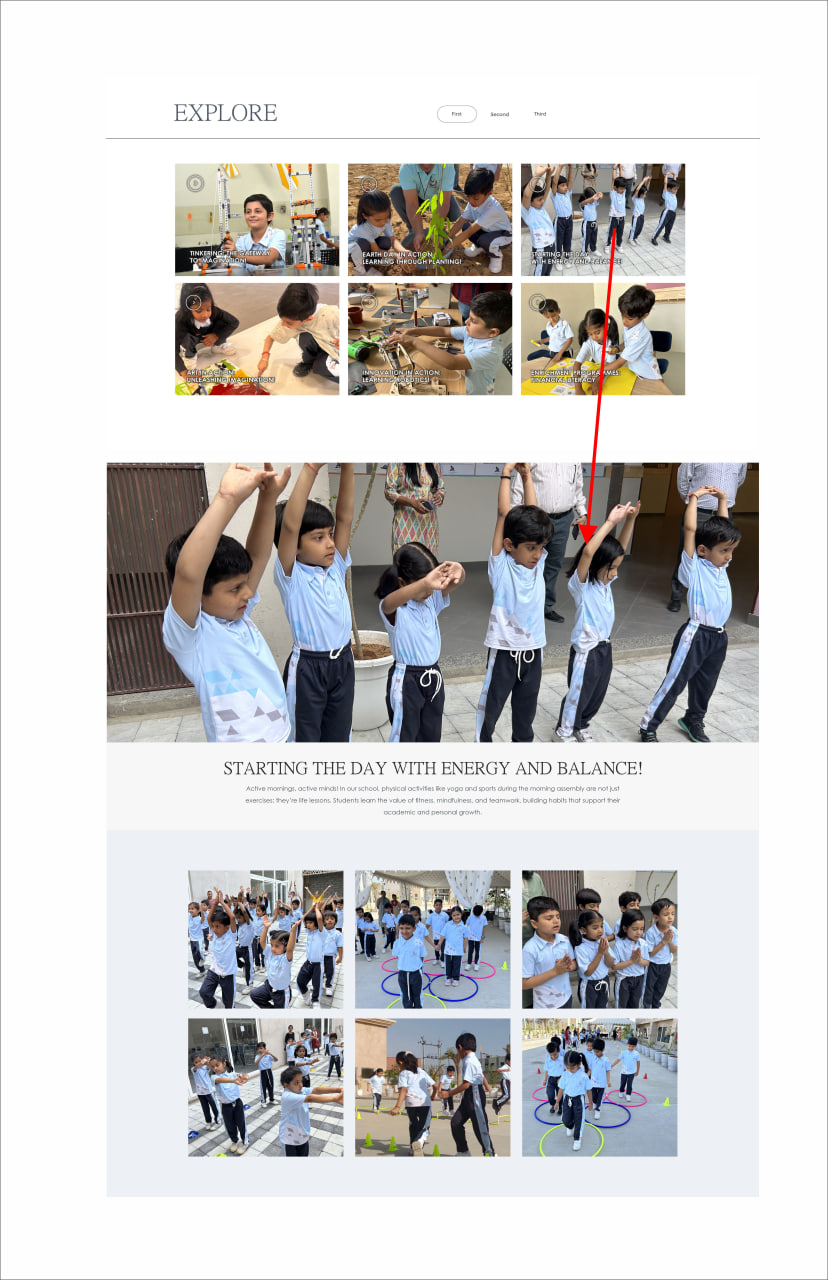 EXPLORE
First Second Third
TINKERING: THE GATEWAY
TO IMAGINATION!
EARTH DAY IN ACTION
LEARNING THROUGH PLANTING!
STARTING THE DAY
WITH ENERGY AND BALANCE!
ART IN ACTION
UNLEASHING IMAGINATION!
INNOVATION IN ACTION
LEARNING ROBOTICS!
ENRICHMENT PROGRAMMES
FINANCIAL LITERACY
STARTING THE DAY WITH ENERGY AND BALANCE!
Active mornings, active minds! In our school, physical activities like yoga and sports during the morning assembly are not just
exercises; they're life lessons. Students learn the value of fitness, mindfulness, and teamwork, building habits that support their
academic and personal growth.